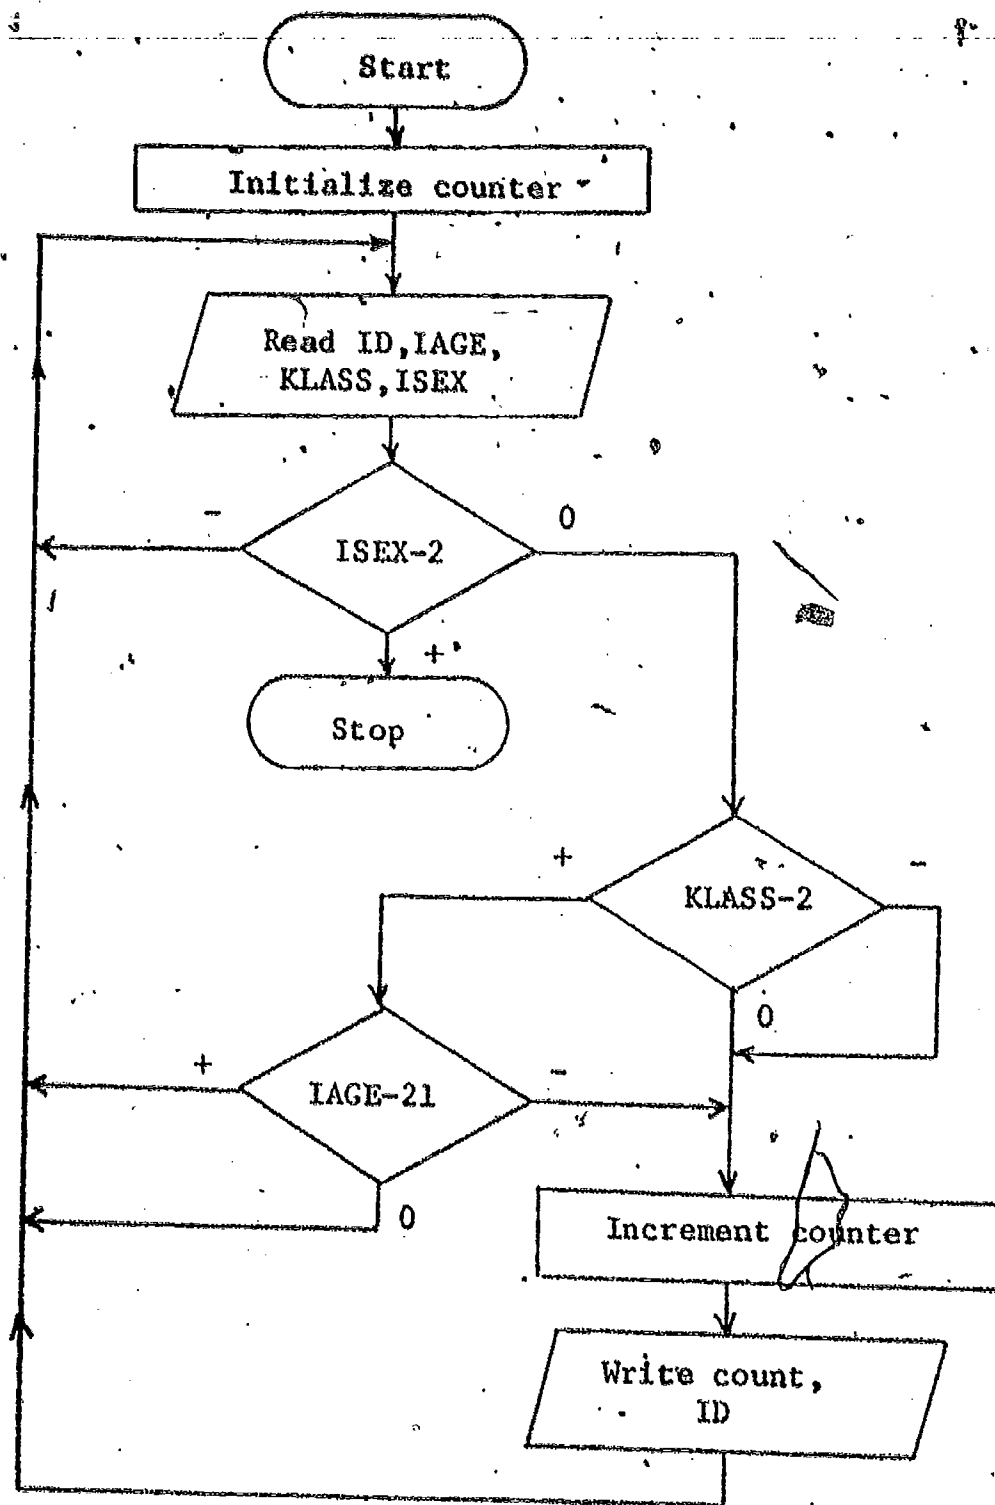 Start
Initialize counter
Read ID,IAGE,
KLASS,ISEX
-
ISEX-2
0
+
Stop
+
KLASS-2
-
0
+
IAGE-21
-
0
Increment counter
Write count,
ID